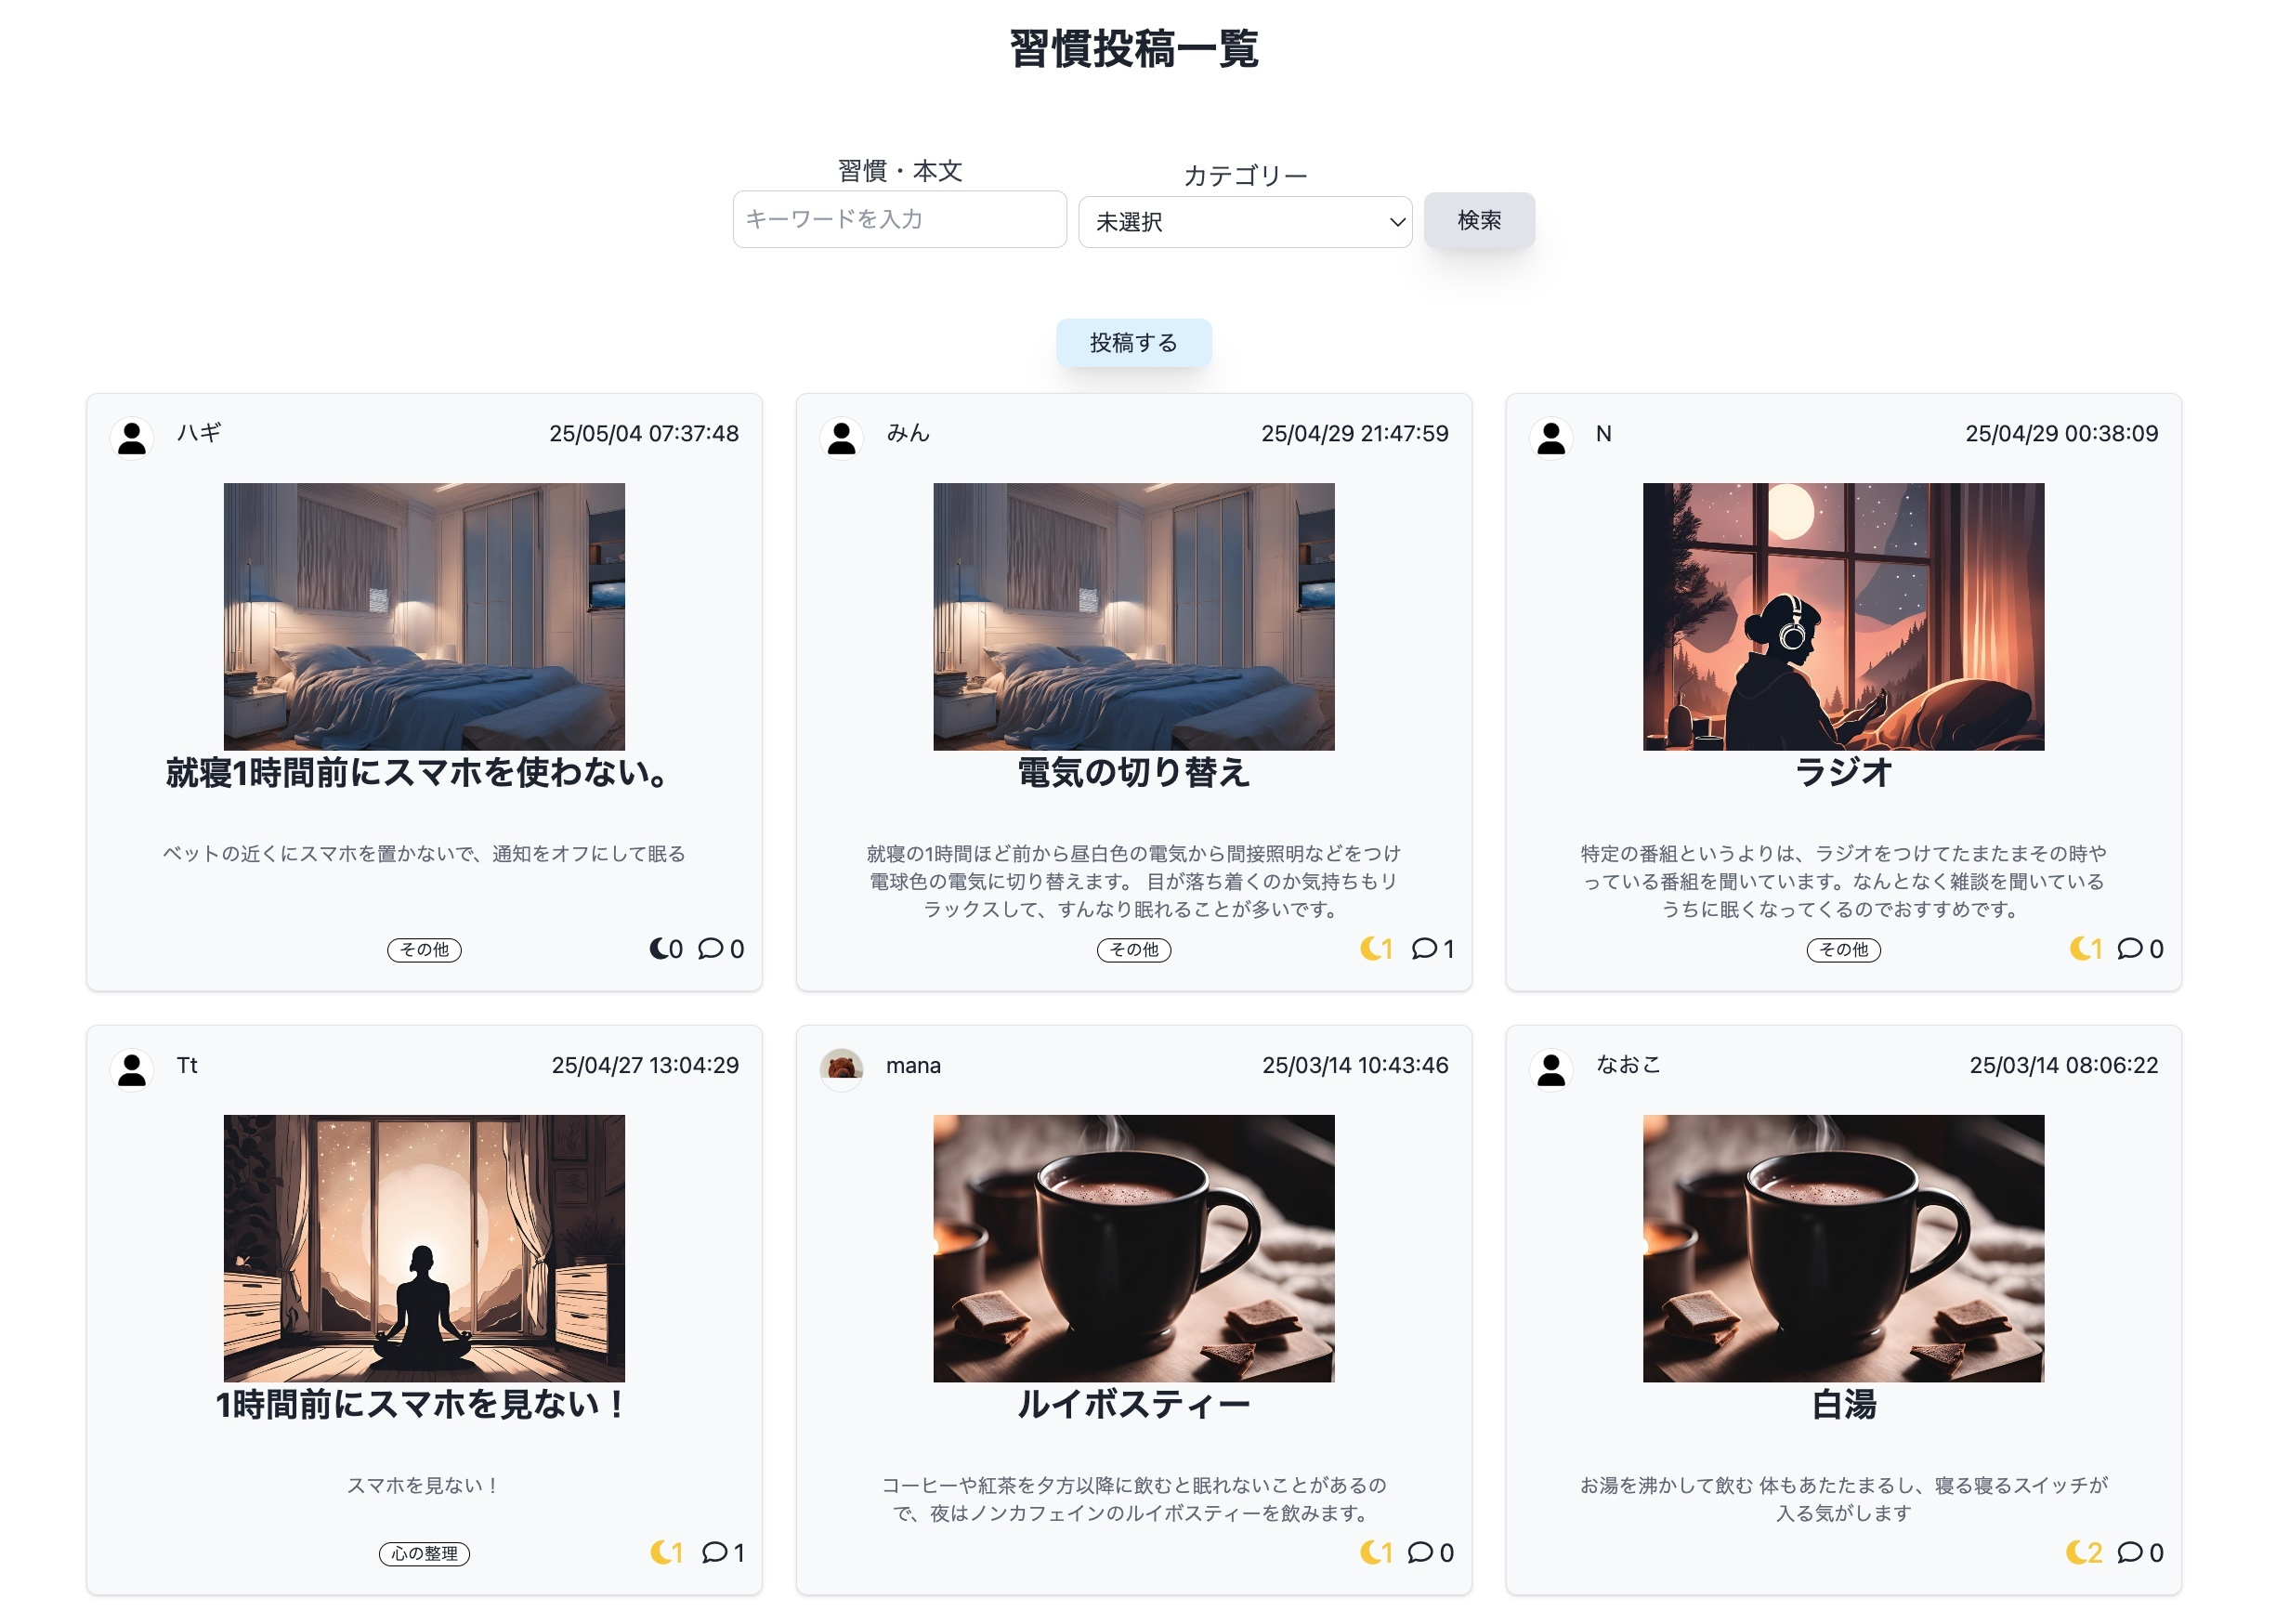 習慣投稿一覧
習慣・本文
カテゴリー
キーワードを入力
未選択
検索
投稿する
ハギ
25/05/04 07:37:48
就寝1時間前にスマホを使わない。
ベットの近くにスマホを置かないで、通知をオフにして眠る
その他
0
0
みん
25/04/29 21:47:59
電気の切り替え
就寝の1時間ほど前から昼白色の電気から間接照明などをつけ
電球色の電気に切り替えます。 目が落ち着くのか気持ちもリ
ラックスして、すんなり眠れることが多いです。
その他
1
1
N
25/04/29 00:38:09
ラジオ
特定の番組というよりは、ラジオをつけてたまたまその時や
っている番組を聞いています。なんとなく雑談を聞いている
うちに眠くなってくるのでおすすめです。
その他
1
0
Tt
25/04/27 13:04:29
1時間前にスマホを見ない！
スマホを見ない！
心の整理
1
1
mana
25/03/14 10:43:46
ルイボスティー
コーヒーや紅茶を夕方以降に飲むと眠れないことがあるの
で、夜はノンカフェインのルイボスティーを飲みます。
1
0
なおこ
25/03/14 08:06:22
白湯
お湯を沸かして飲む 体もあたたまるし、寝る寝るスイッチが
入る気がします
2
0